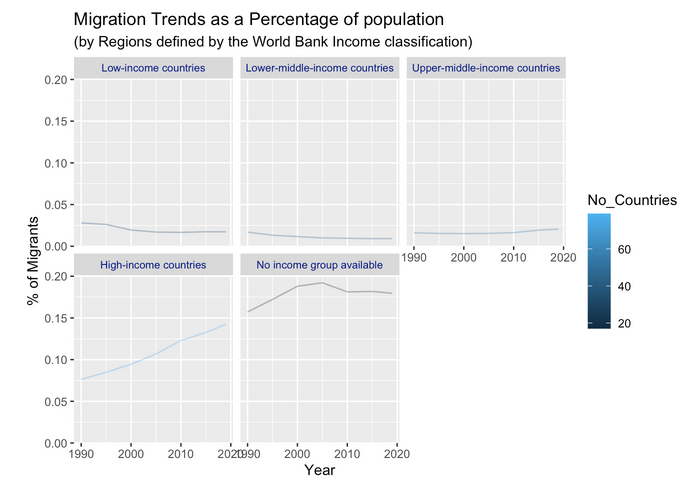 Migration Trends as a Percentage of population
(by Regions defined by the World Bank Income classification)
Low-income countries
Lower-middle-income countries
Upper-middle-income countries
0.20
0.15
0.10
0.05
0.00
1990
2000
2010
2020
High-income countries
No income group available
0.20
0.15
0.10
0.05
0.00
1990
2000
2010
2020
1990
2000
2010
2020
% of Migrants
Year
No_Countries
60
40
20